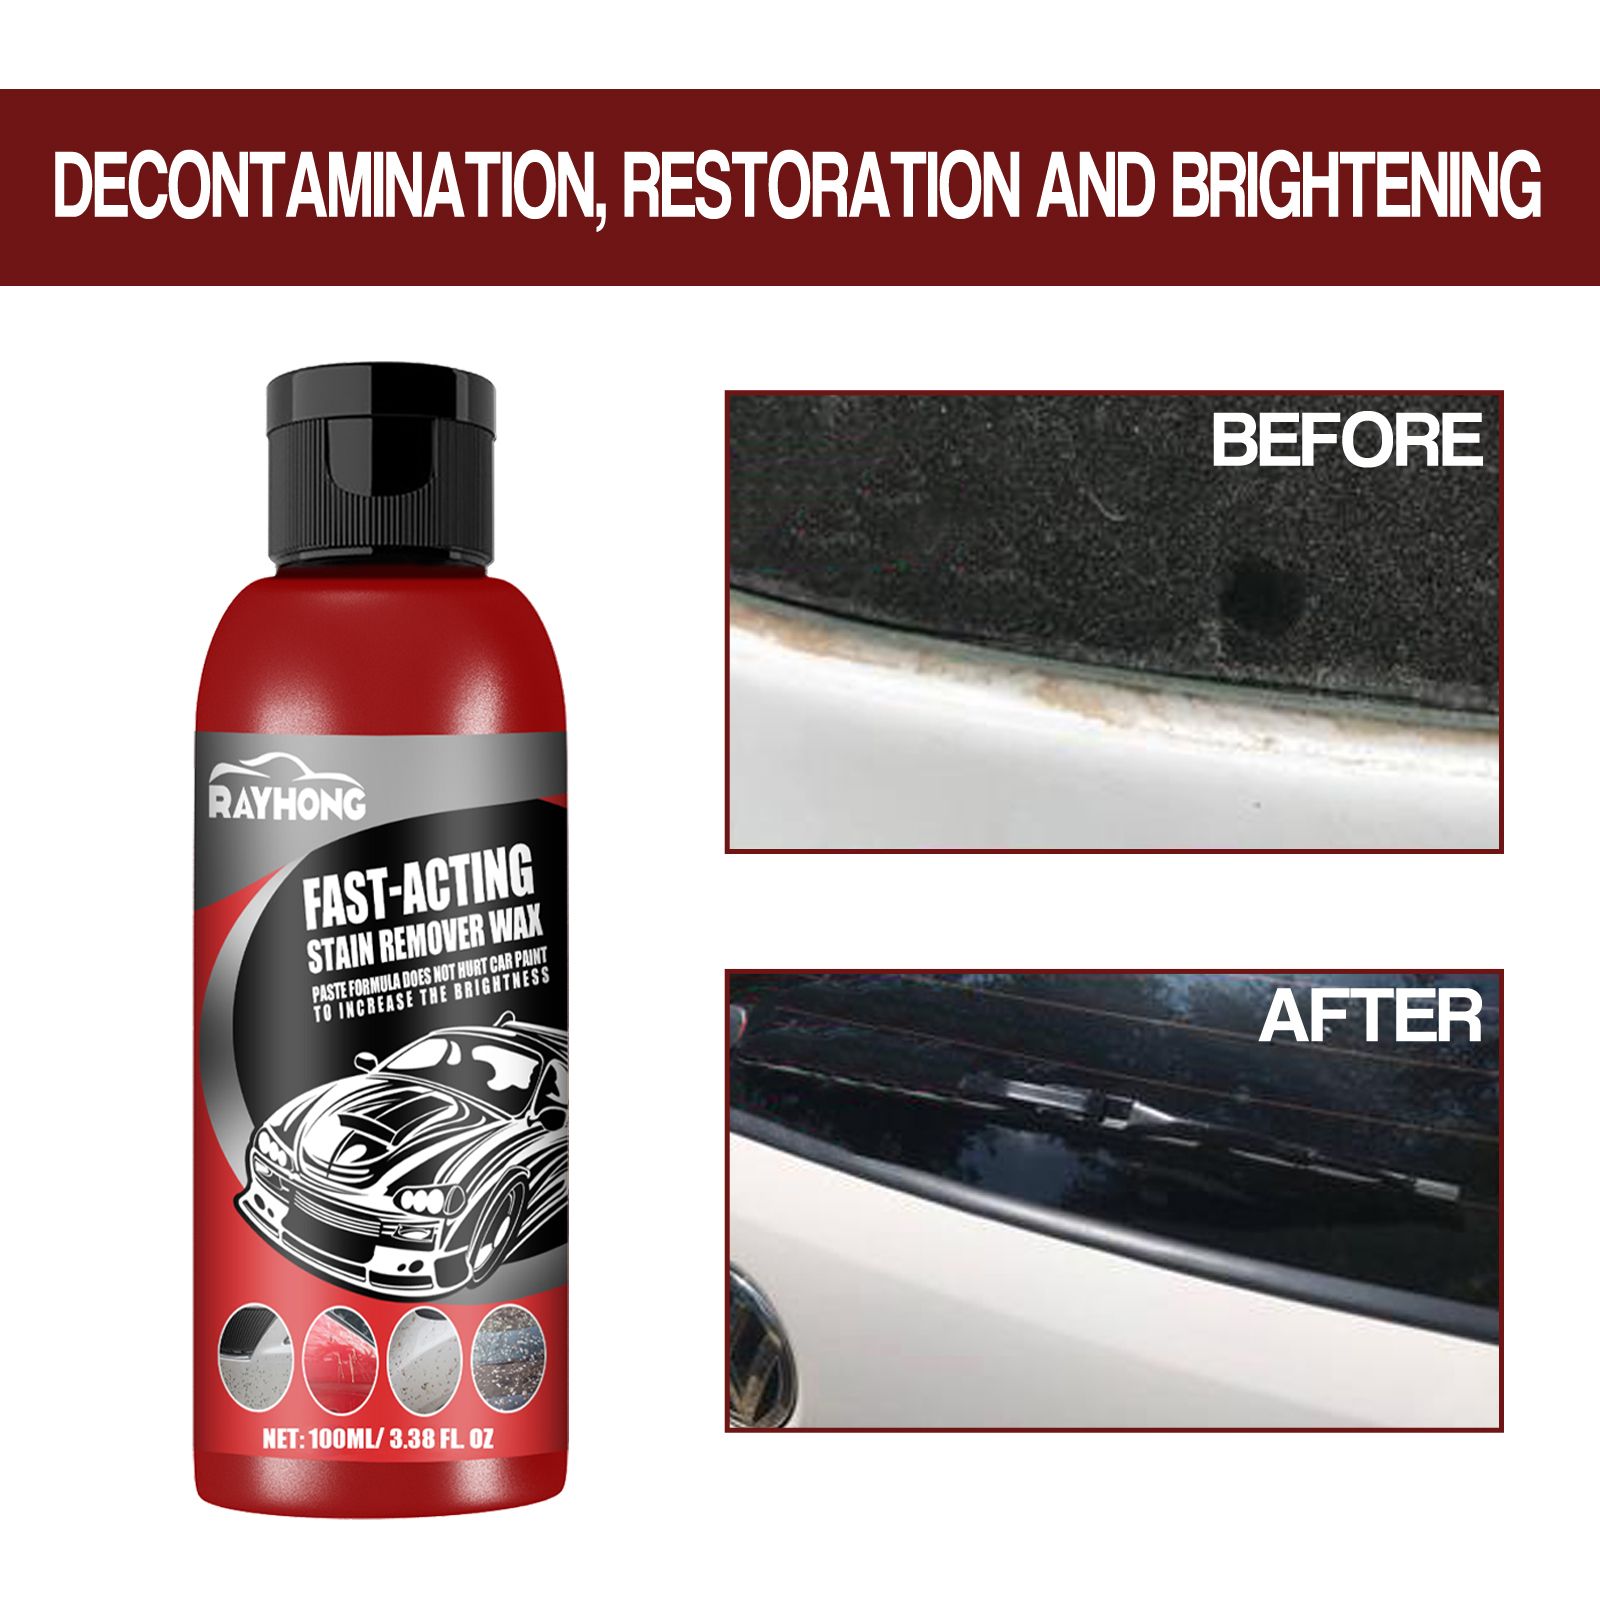 DECONTAMINATION, RESTORATION AND BRIGHTENING
BEFORE
RAYHONG
FAST-ACTING
STAIN REMOVER WAX
PASTE FORMULA DOES NOT HURT CAR PAINT
TO INCREASE THE BRIGHTNESS
NET: 100ML/ 3.38 FL. OZ
AFTER